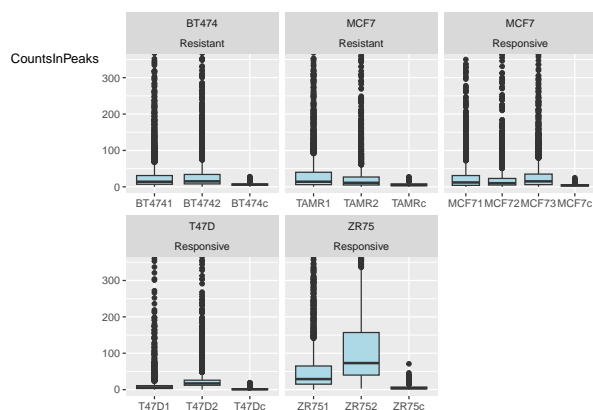 BT474
MCF7
MCF7
Resistant
Resistant
Responsive
CountsInPeaks
300
200
100
0
BT4741 BT4742 BT474c
TAMR1 TAMR2 TAMRc
MCF71 MCF72 MCF73 MCF7c
T47D
ZR75
Responsive
Responsive
300
200
100
0
T47D1 T47D2 T47Dc
ZR751 ZR752 ZR75c